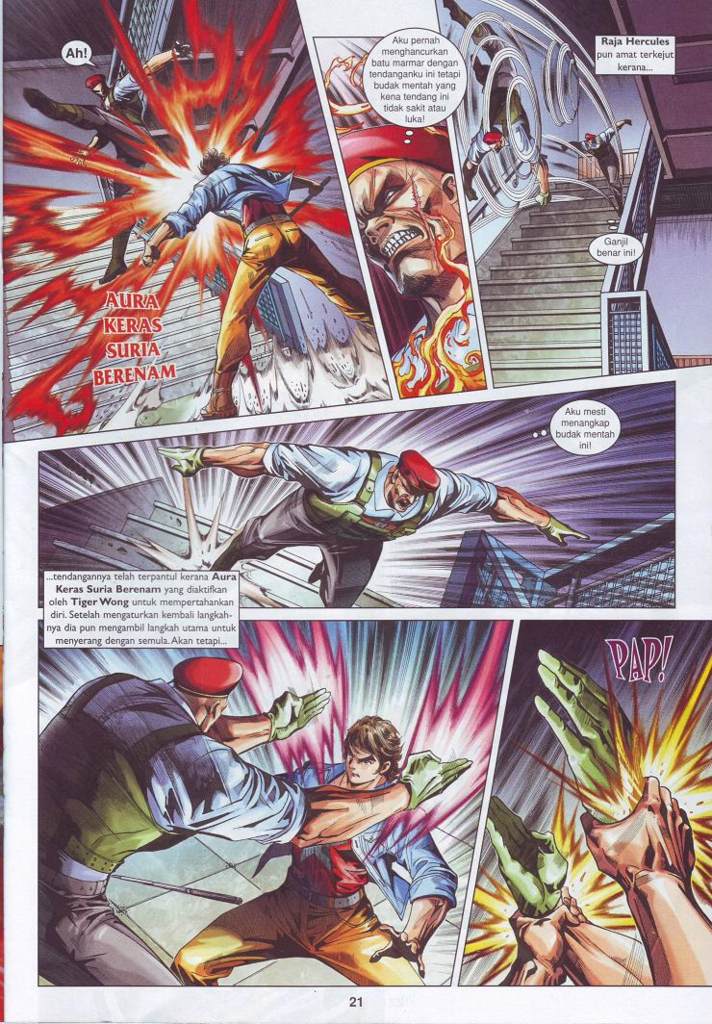 Ah!
AURA
KERAS
SURIA
BERENAM
Aku pernah
menghancurkan
batu marmar dengan
tendanganku ini tetapi
budak mentah yang
kena tendang ini
tidak sakit atau
luka!
Raja Hercules
pun amat terkejut
kerana...
Ganjil
benar ini!
Aku mesti
menangkap
budak mentah
ini!
...tendangannya telah terpantul kerana Aura
Keras Suria Berenam yang diaktifkan
oleh Tiger Wong untuk mempertahankan
diri. Setelah mengaturkan kembali langkah-
nya dia pun mengambil langkah utama untuk
menyerang dengan semula. Akan tetapi...
PAP!
21